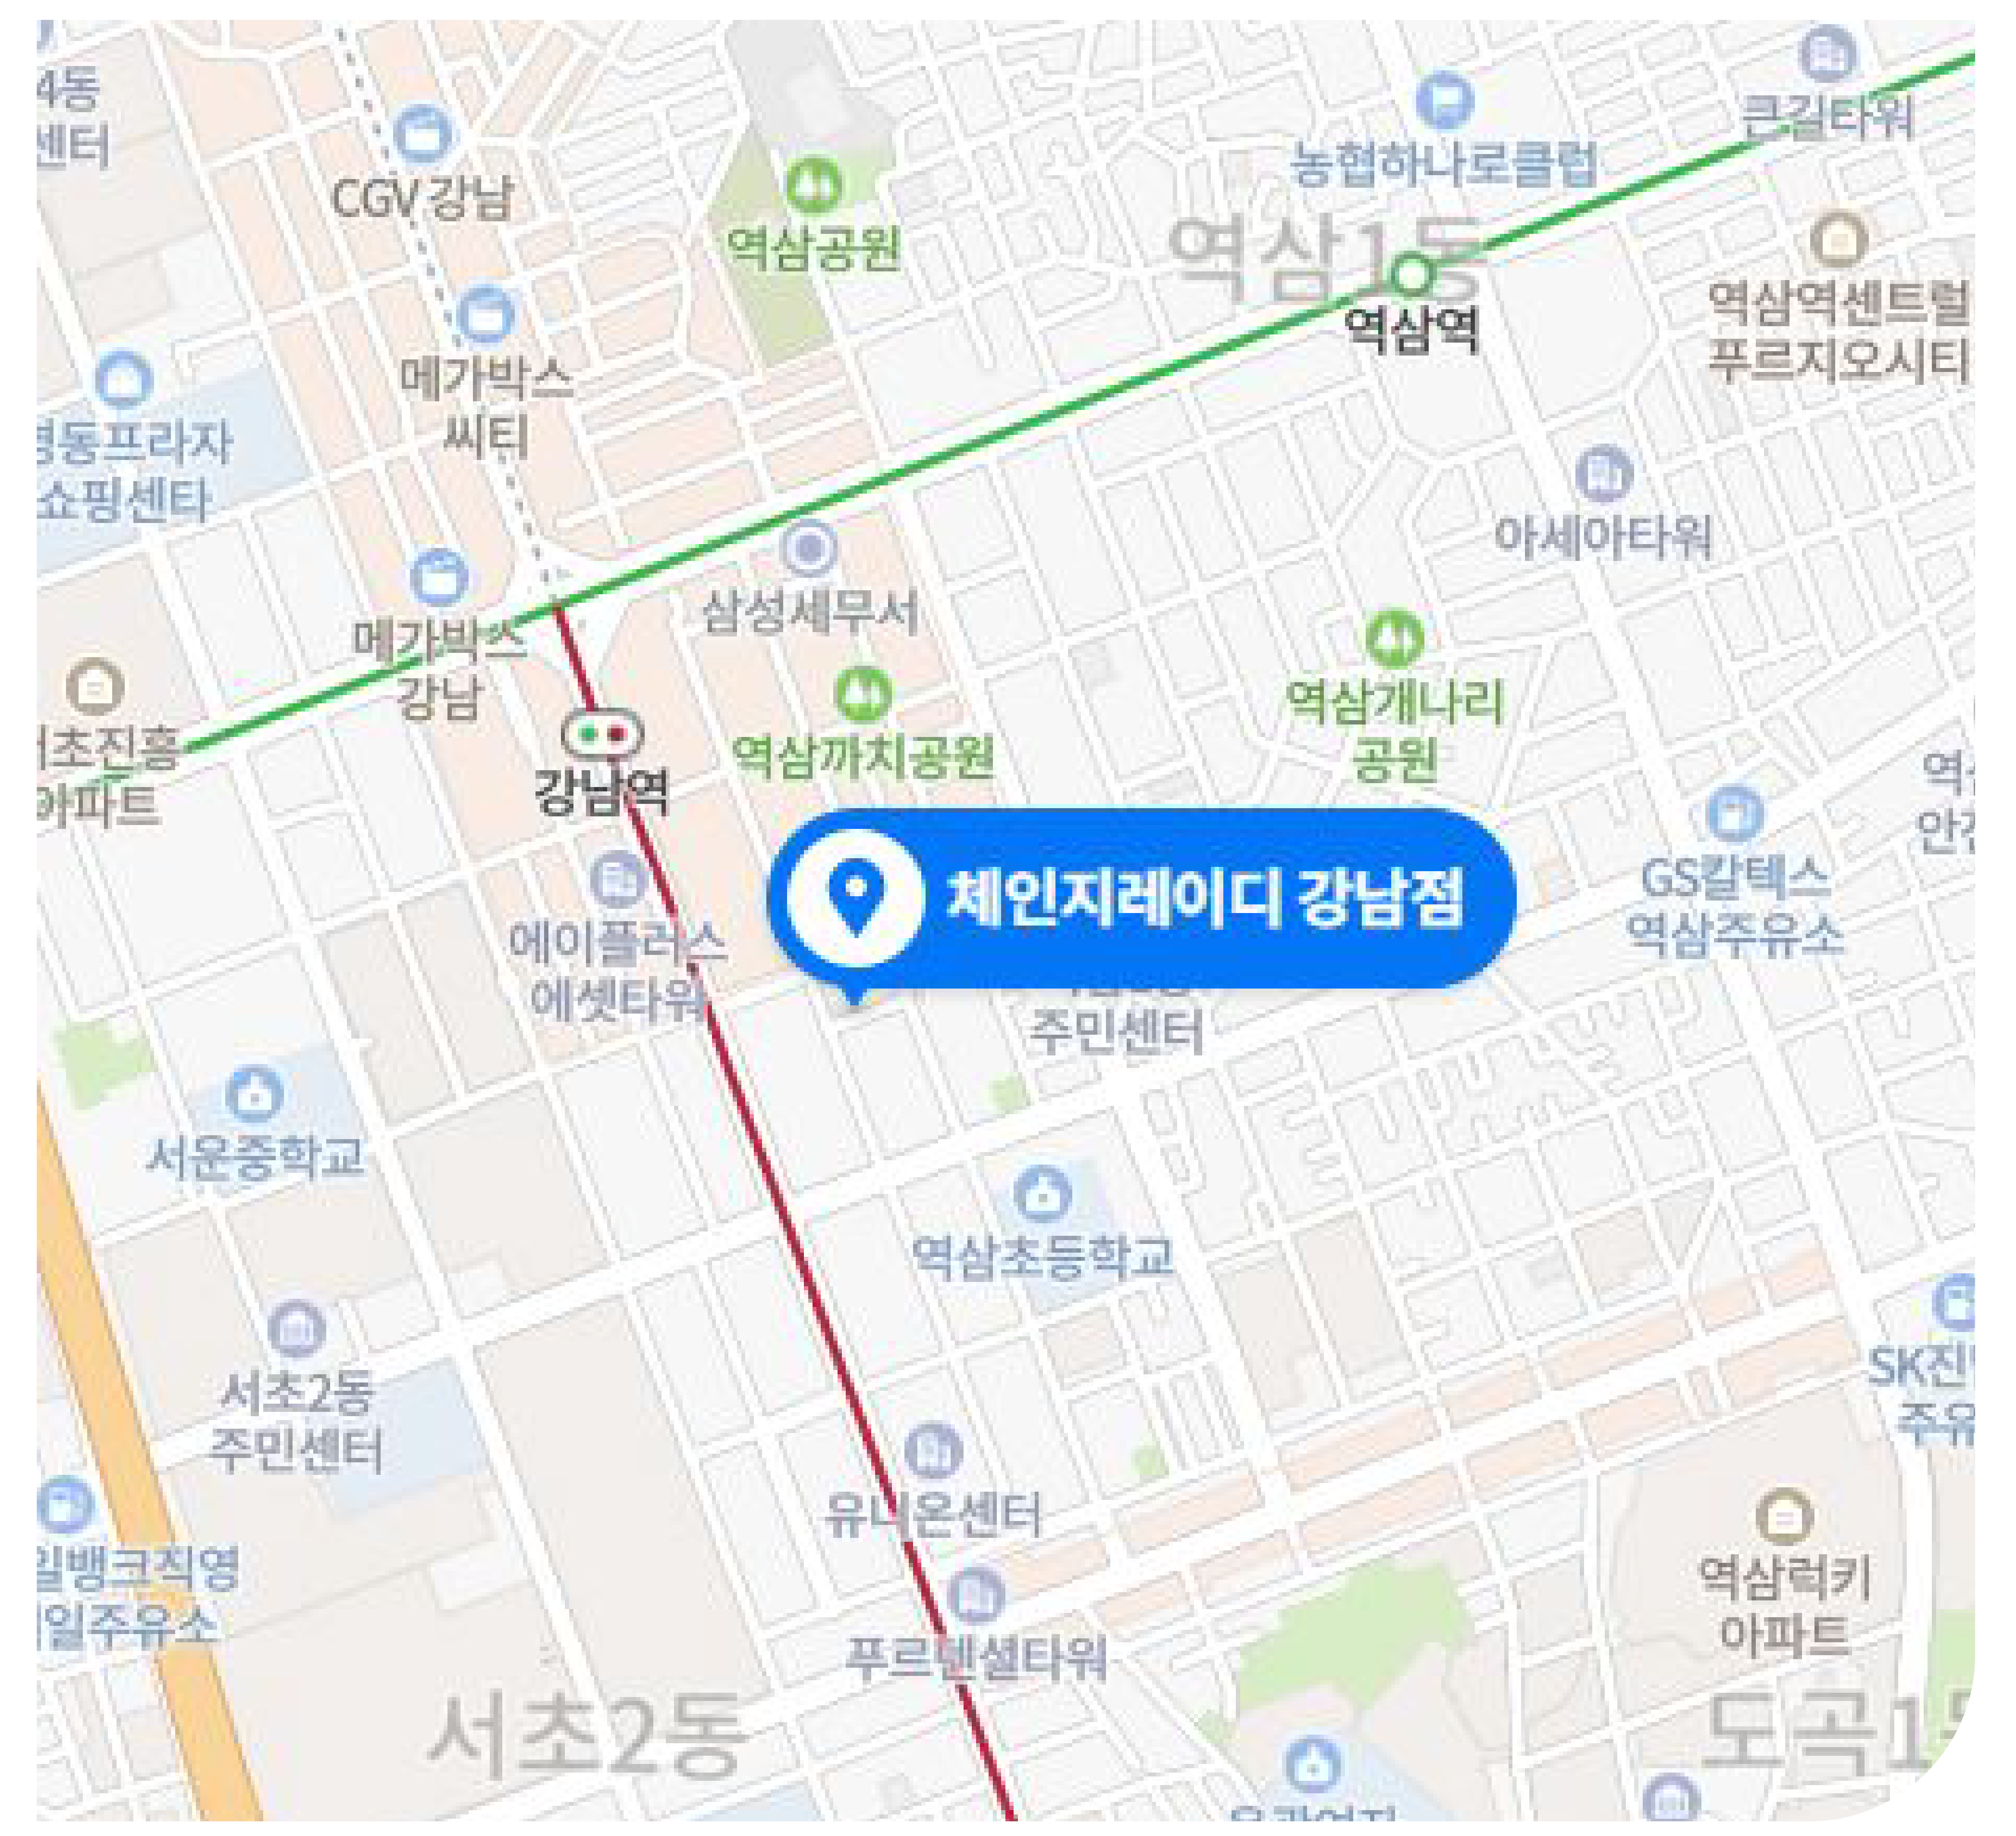 4동
센터
CGV 강남
역삼공원
농협하나로클럽
큰길타워
역삼1동
역삼역
역삼역센트럴
푸르지오시티
메가박스
씨티
영동프라자
쇼핑센타
아세아타워
삼성세무서
메가박스
강남
역삼까치공원
역삼개나리
공원
서초진흥
아파트
강남역
체인지레이디 강남점
GS칼텍스
역삼주유소
에이플러스
에셋타워
주민센터
서운중학교
역삼초등학교
서초2동
주민센터
SK진
주유
유니온센터
역삼럭키
아파트
밀뱅크직영
일주유소
푸르덴셜타워
서초2동
도곡1동